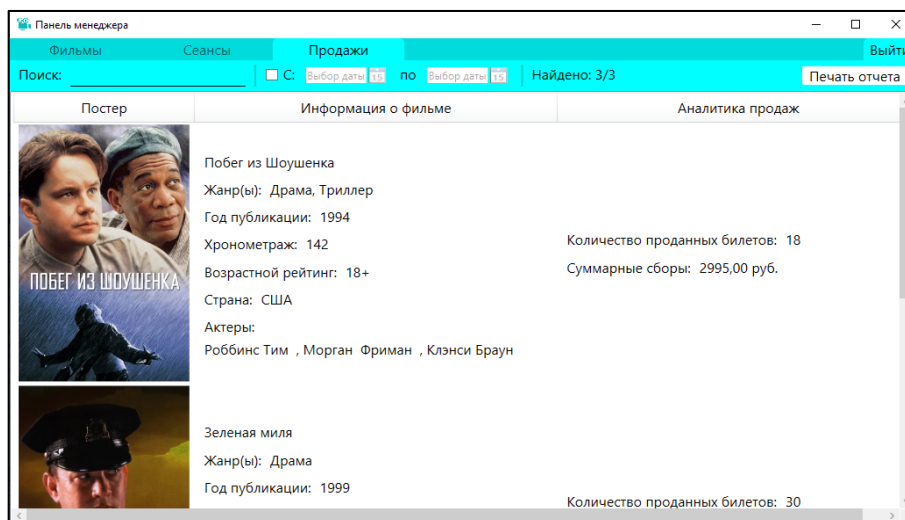 Панель менеджера
Фильмы Сеансы Продажи Выйти
Поиск: С: Выбор даты 15 по Выбор даты 15 Найдено: 3/3 Печать отчета
Постер Информация о фильме Аналитика продаж
ПОБЕГ ИЗ ШОУШЕНКА
Побег из Шоушенка
Жанр(ы): Драма, Триллер
Год публикации: 1994
Хронометраж: 142
Возрастной рейтинг: 18+
Страна: США
Актеры:
Роббинс Тим , Морган Фриман , Клэнси Браун
Количество проданных билетов: 18
Суммарные сборы: 2995,00 руб.
Зеленая миля
Жанр(ы): Драма
Год публикации: 1999
Количество проданных билетов: 30